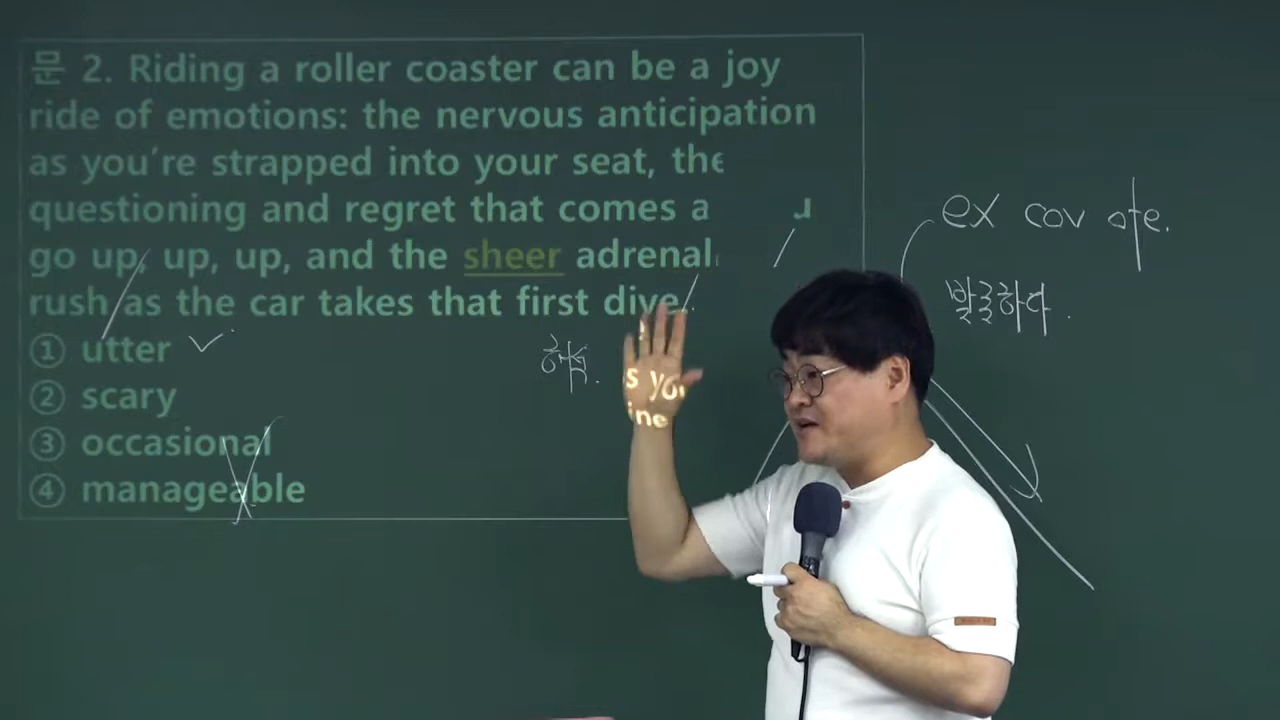 문 2. Riding a roller coaster can be a joy
ride of emotions: the nervous anticipation
as you're strapped into your seat, the
questioning and regret that comes a
go up, up, up, and the sheer adrenal
rush as the car takes that first dive.
① utter
② scary
③ occasional
④ manageable
s you
ine
ex cav ate.
발굴하다.